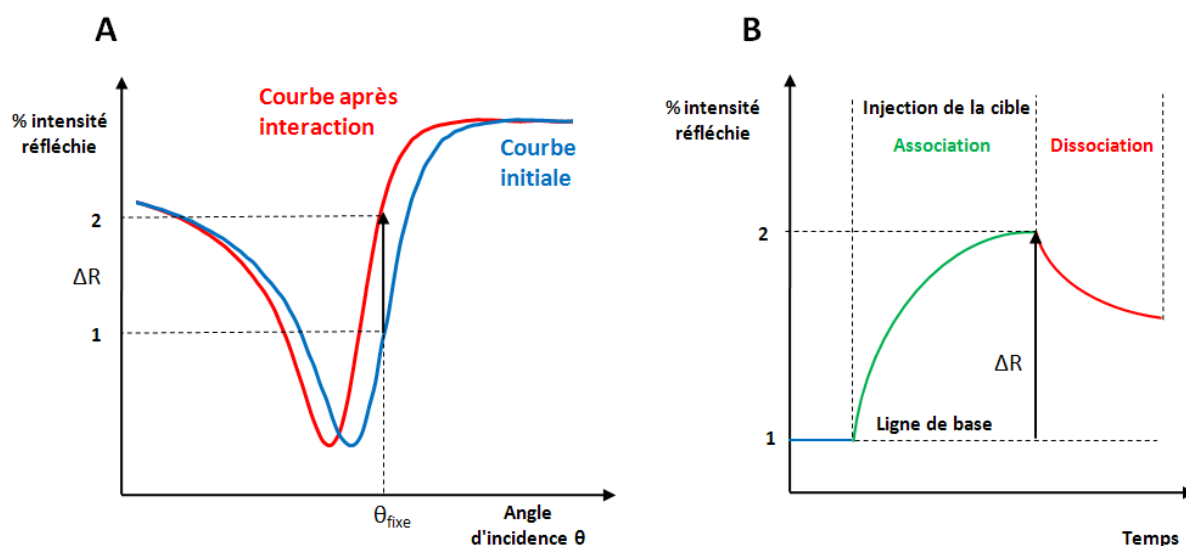 A
% intensité
réfléchie
Courbe après
interaction
Courbe
initiale
2
ΔR
1
θfixe
Angle
d'incidence θ
B
% intensité
réfléchie
Injection de la cible
Association
Dissociation
2
ΔR
Ligne de base
1
Temps